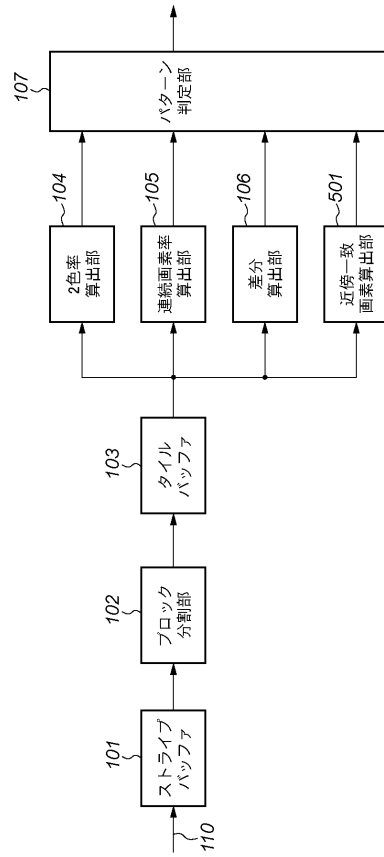 110
101
ストライプ
バッファ
102
ブロック
分割部
103
タイル
バッファ
104
2色率
算出部
105
連続画素率
算出部
106
差分
算出部
501
近傍一致
画素算出部
107
パターン
判定部